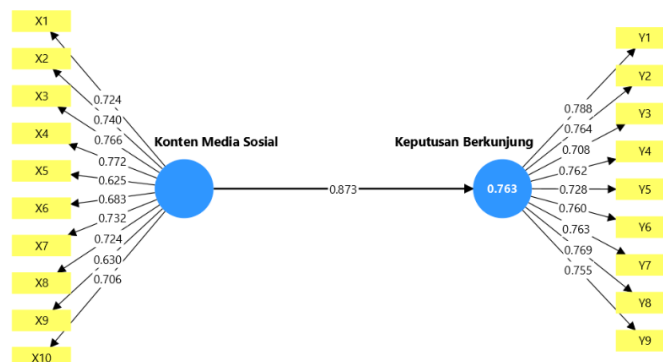 X1
X2
X3
X4
X5
X6
X7
X8
X9
X10
0.724
0.740
0.766
0.772
0.625
0.683
0.732
0.724
0.630
0.706
Konten Media Sosial
0.873
Keputusan Berkunjung
0.763
0.788
0.764
0.708
0.762
0.728
0.760
0.763
0.769
0.755
Y1
Y2
Y3
Y4
Y5
Y6
Y7
Y8
Y9